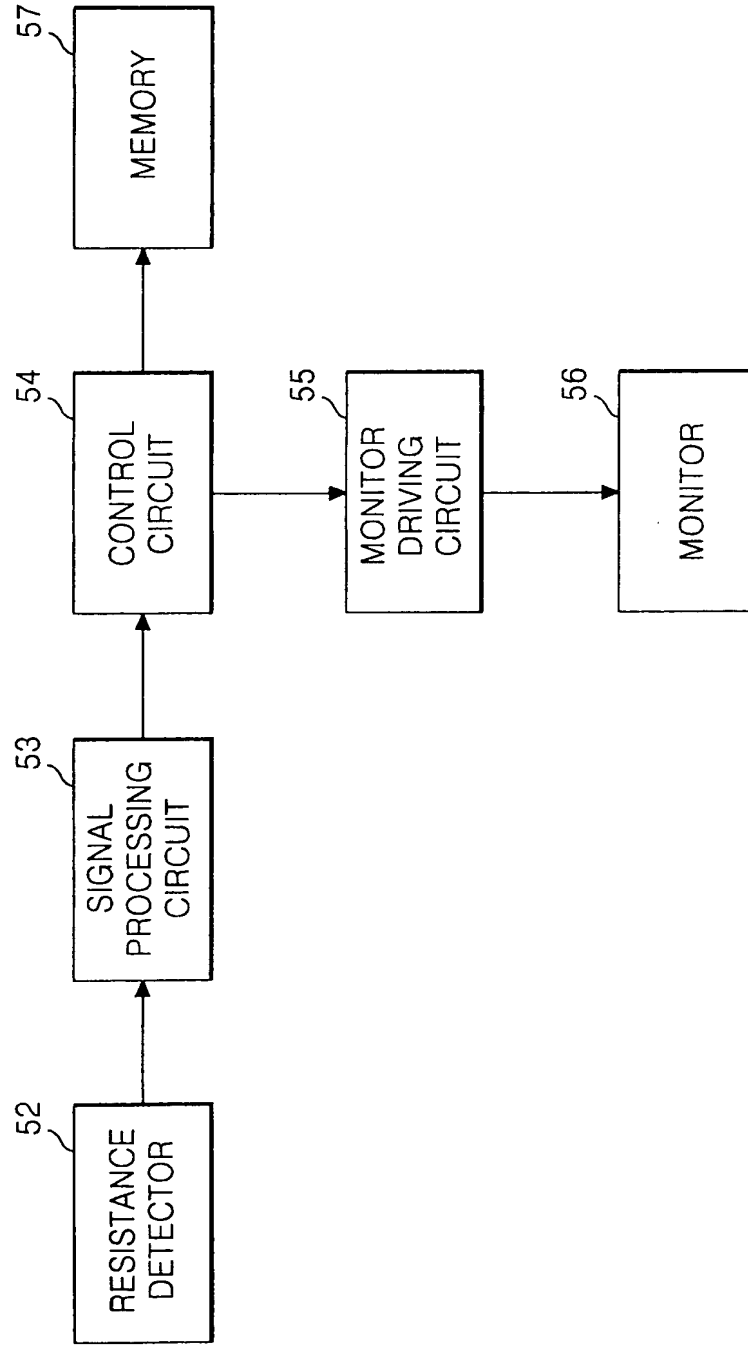 52
RESISTANCE
DETECTOR
53
SIGNAL
PROCESSING
CIRCUIT
54
CONTROL
CIRCUIT
57
MEMORY
55
MONITOR
DRIVING
CIRCUIT
56
MONITOR